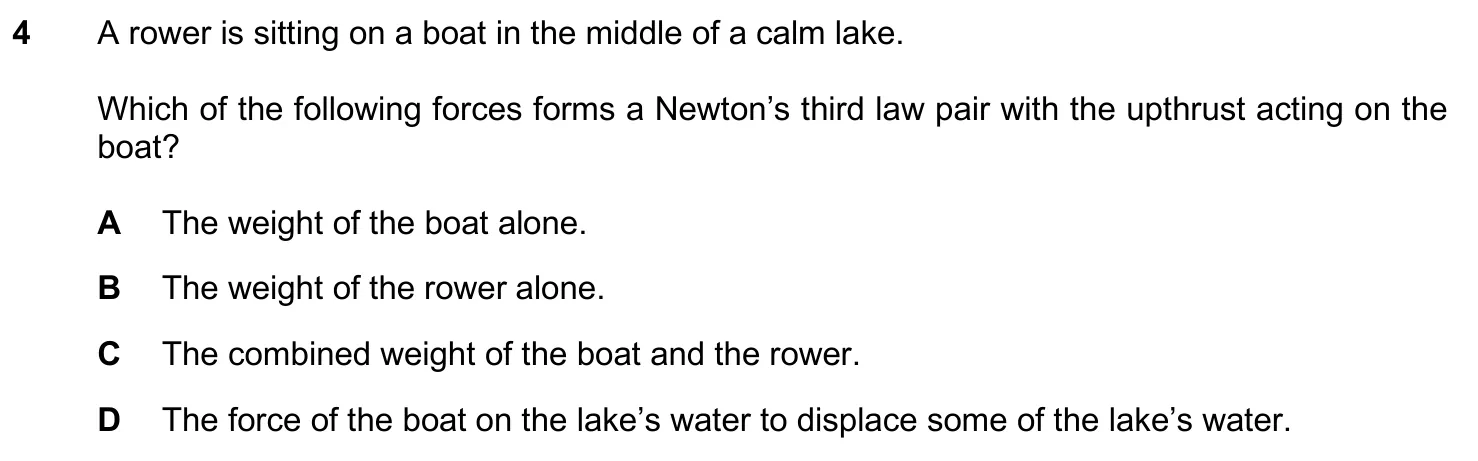 4 A rower is sitting on a boat in the middle of a calm lake.
Which of the following forces forms a Newton’s third law pair with the upthrust acting on the
boat?
A The weight of the boat alone.
B The weight of the rower alone.
C The combined weight of the boat and the rower.
D The force of the boat on the lake’s water to displace some of the lake’s water.